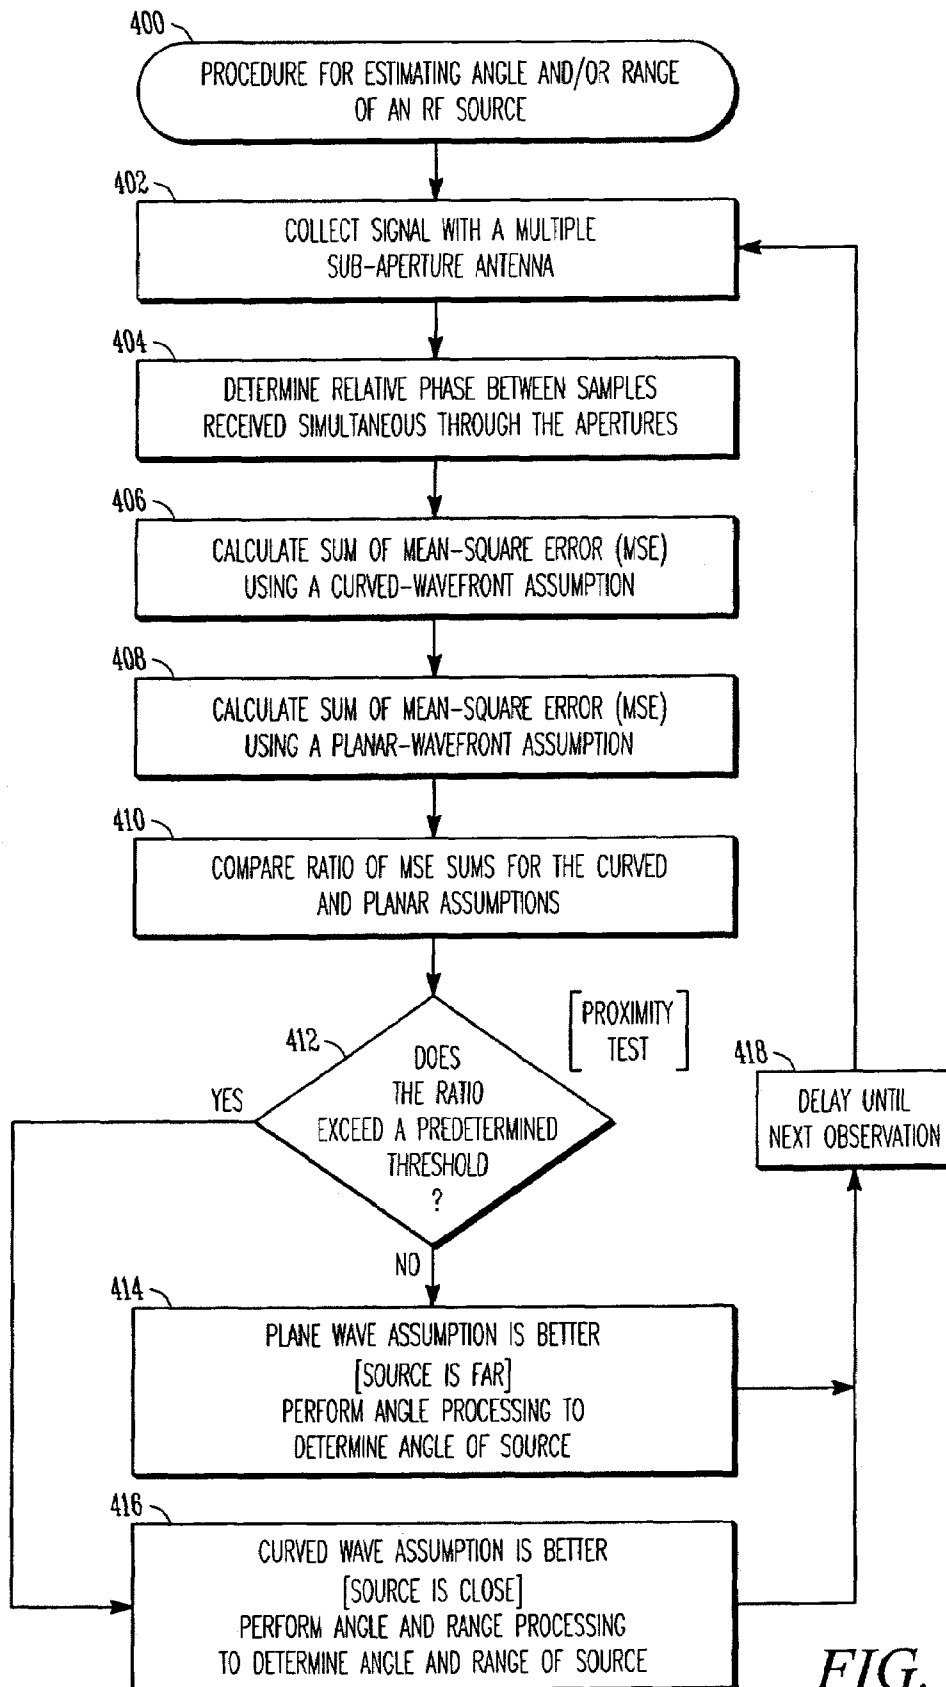 400
PROCEDURE FOR ESTIMATING ANGLE AND/OR RANGE
OF AN RF SOURCE
402
COLLECT SIGNAL WITH A MULTIPLE
SUB-APERTURE ANTENNA
404
DETERMINE RELATIVE PHASE BETWEEN SAMPLES
RECEIVED SIMULTANEOUS THROUGH THE APERTURES
406
CALCULATE SUM OF MEAN-SQUARE ERROR (MSE)
USING A CURVED-WAVEFRONT ASSUMPTION
408
CALCULATE SUM OF MEAN-SQUARE ERROR (MSE)
USING A PLANAR-WAVEFRONT ASSUMPTION
410
COMPARE RATIO OF MSE SUMS FOR THE CURVED
AND PLANAR ASSUMPTIONS
412
DOES
THE RATIO
EXCEED A PREDETERMINED
THRESHOLD
?
[PROXIMITY
TEST]
YES
NO
418
DELAY UNTIL
NEXT OBSERVATION
414
PLANE WAVE ASSUMPTION IS BETTER
[SOURCE IS FAR]
PERFORM ANGLE PROCESSING TO
DETERMINE ANGLE OF SOURCE
416
CURVED WAVE ASSUMPTION IS BETTER
[SOURCE IS CLOSE]
PERFORM ANGLE AND RANGE PROCESSING
TO DETERMINE ANGLE AND RANGE OF SOURCE
FIG.